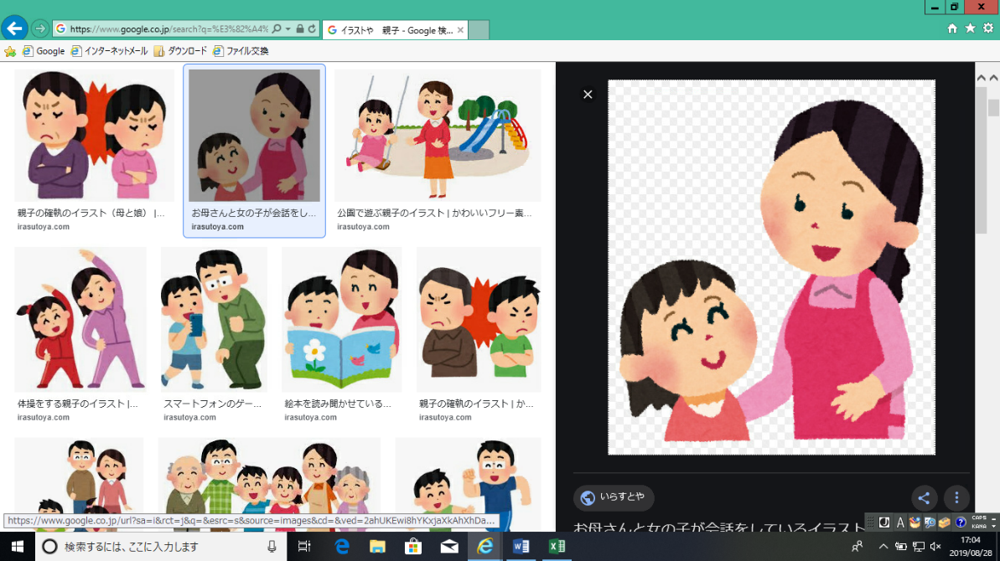 https://www.google.co.jp/search?q=%E3%82%A4%
イラストや　親子 - Google 検...
Google
インターネットメール
ダウンロード
ファイル交換
親子の確執のイラスト（母と娘） |...
irasutoya.com
お母さんと女の子が会話をし...
irasutoya.com
公園で遊ぶ親子のイラスト | かわいいフリー素...
irasutoya.com
体操をする親子のイラスト |...
irasutoya.com
スマートフォンのゲー...
irasutoya.com
絵本を読み聞かせている...
irasutoya.com
親子の確執のイラスト | か...
irasutoya.com
いらすとや
お母さんと女の子が会話をしているイラスト
https://www.google.co.jp/url?sa=i&rct=j&q=&esrc=s&source=images&cd=&ved=2ahUKEwi8hYKxjaXkAhXhDa...
A
CAPS
KANA
検索するには、ここに入力します
17:04
2019/08/28